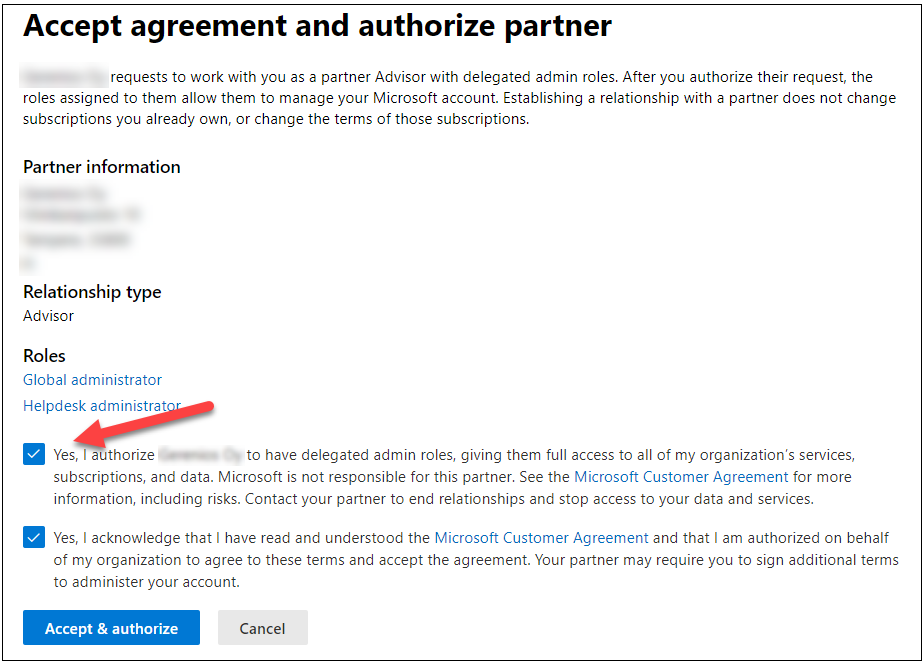 Accept agreement and authorize partner
requests to work with you as a partner Advisor with delegated admin roles. After you authorize their request, the
roles assigned to them allow them to manage your Microsoft account. Establishing a relationship with a partner does not change
subscriptions you already own, or change the terms of those subscriptions.
Partner information
Relationship type
Advisor
Roles
Global administrator
Helpdesk administrator
Yes, I authorize to have delegated admin roles, giving them full access to all of my organization's services,
subscriptions, and data. Microsoft is not responsible for this partner. See the Microsoft Customer Agreement for more
information, including risks. Contact your partner to end relationships and stop access to your data and services.
Yes, I acknowledge that I have read and understood the Microsoft Customer Agreement and that I am authorized on behalf
of my organization to agree to these terms and accept the agreement. Your partner may require you to sign additional terms
to administer your account.
Accept & authorize Cancel